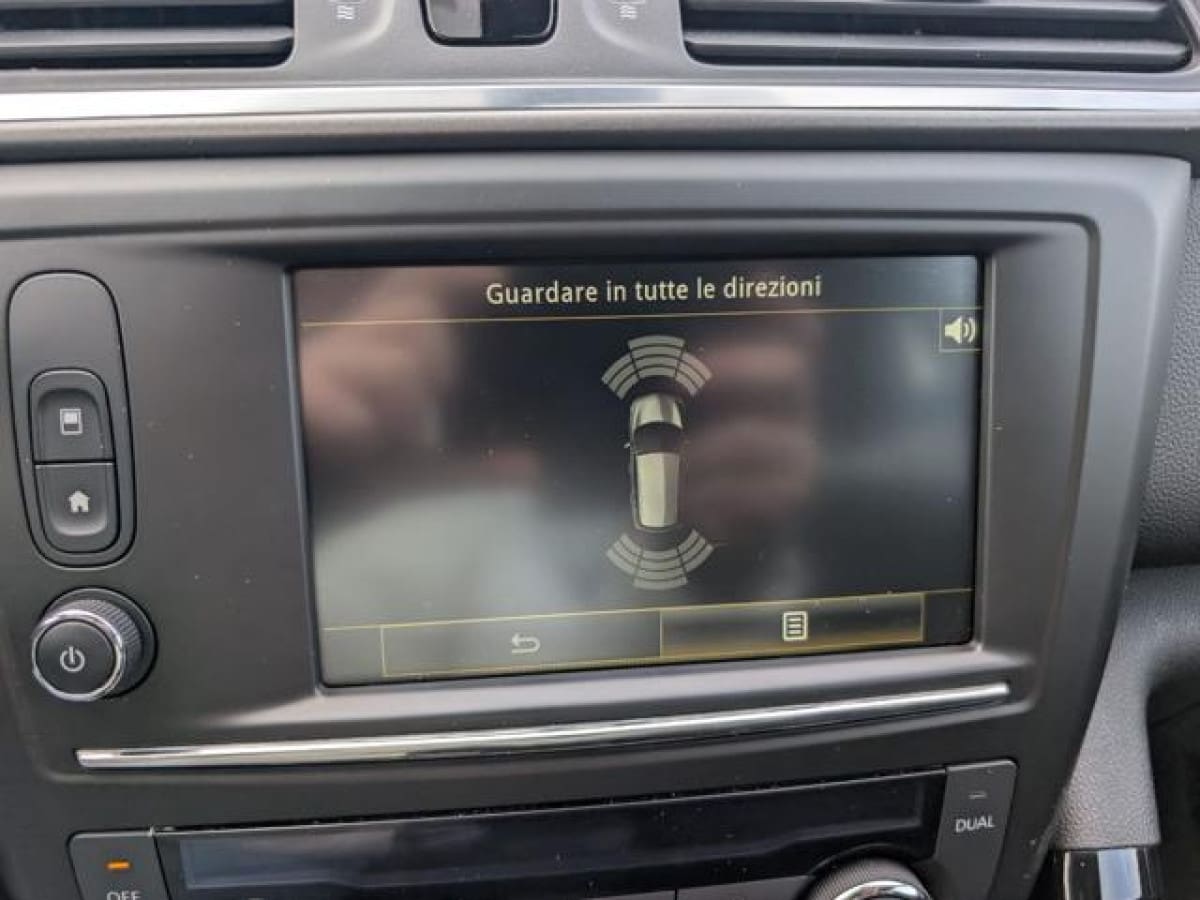 Guardare in tutte le direzioni
DUAL
OFF